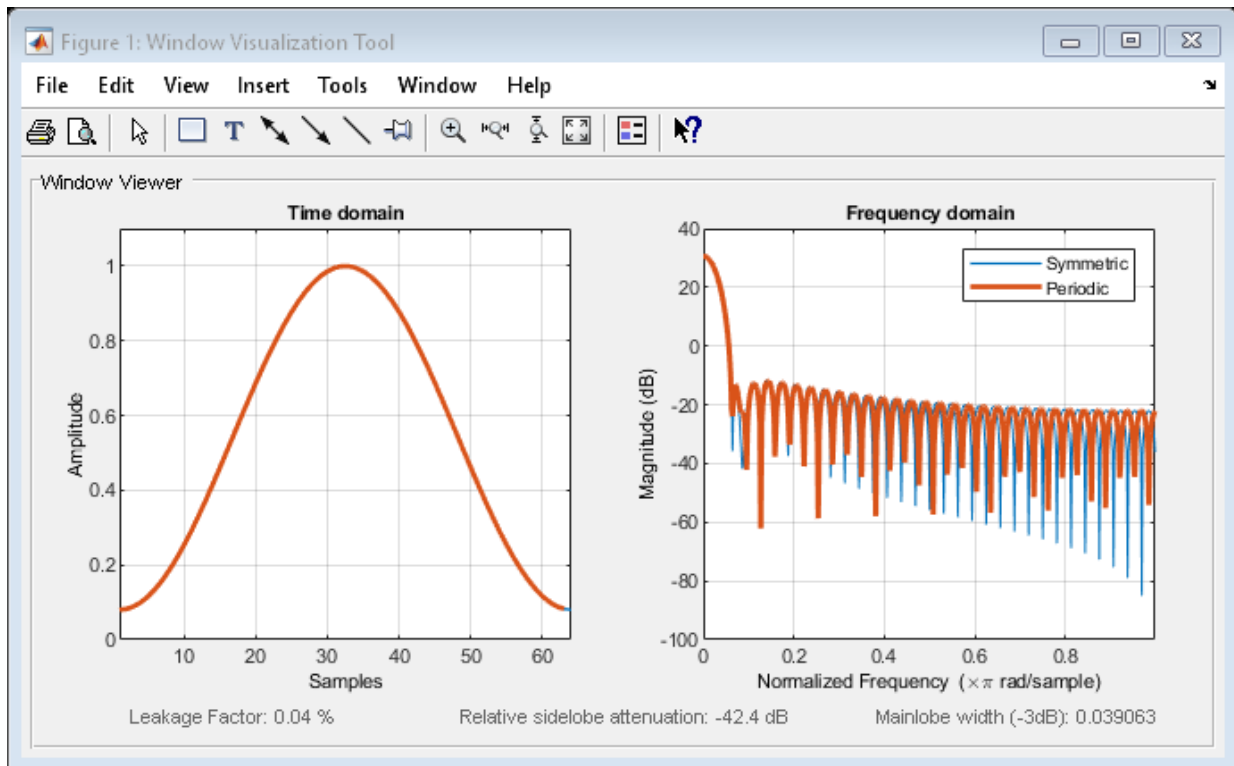 Figure 1: Window Visualization Tool
File Edit View Insert Tools Window Help
T
Window Viewer
Time domain
1
0.8
0.6
0.4
0.2
0
Amplitude
10 20 30 40 50 60
Samples
Frequency domain
40
20
0
-20
-40
-60
-80
-100
Magnitude (dB)
Symmetric
Periodic
0 0.2 0.4 0.6 0.8
Normalized Frequency (×π rad/sample)
Leakage Factor: 0.04 % Relative sidelobe attenuation: -42.4 dB Mainlobe width (-3dB): 0.039063